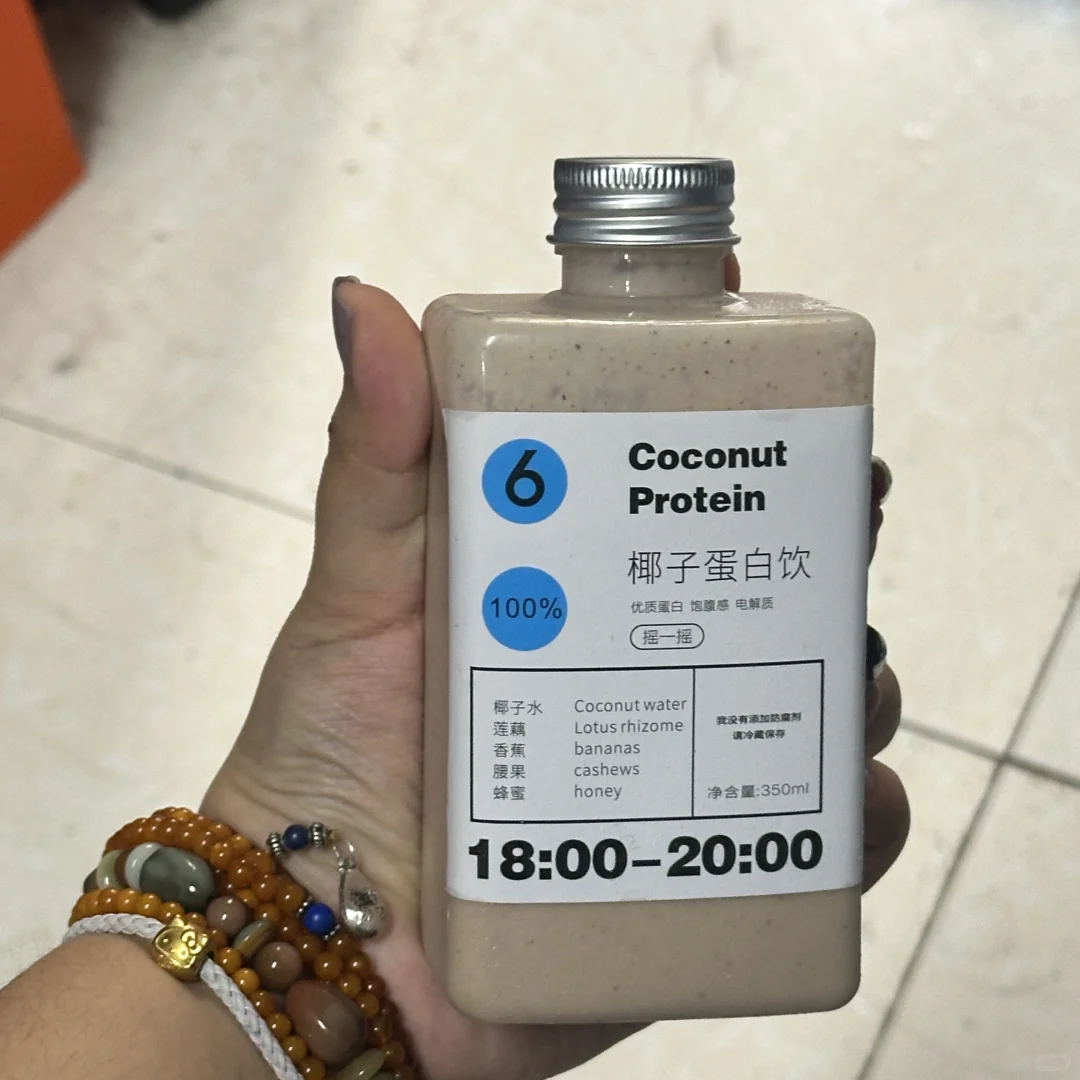 6
Coconut
Protein
椰子蛋白饮
100%
优质蛋白 饱腹感 电解质
摇一摇
椰子水 Coconut water
莲藕 Lotus rhizome
香蕉 bananas
腰果 cashews
蜂蜜 honey
我没有添加防腐剂
请冷藏保存
净含量:350ml
18:00–20:00